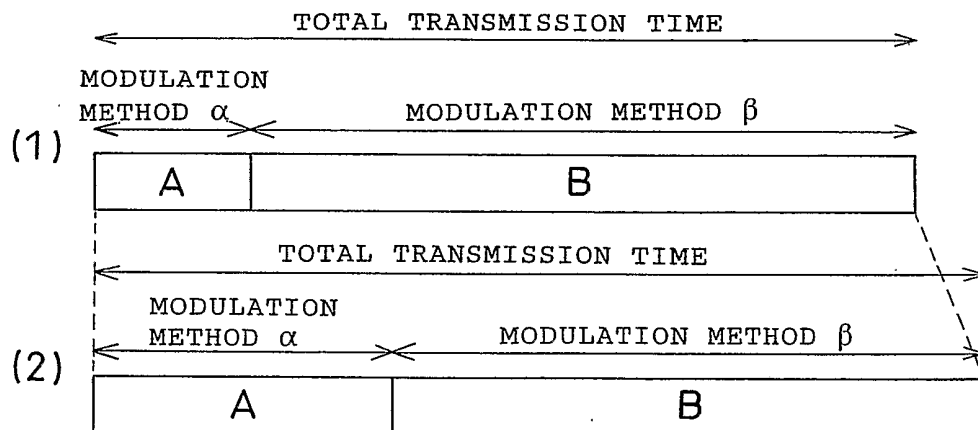 TOTAL TRANSMISSION TIME
MODULATION
METHOD α
MODULATION METHOD β
(1)
A
B
TOTAL TRANSMISSION TIME
MODULATION
METHOD α
MODULATION METHOD β
(2)
A
B